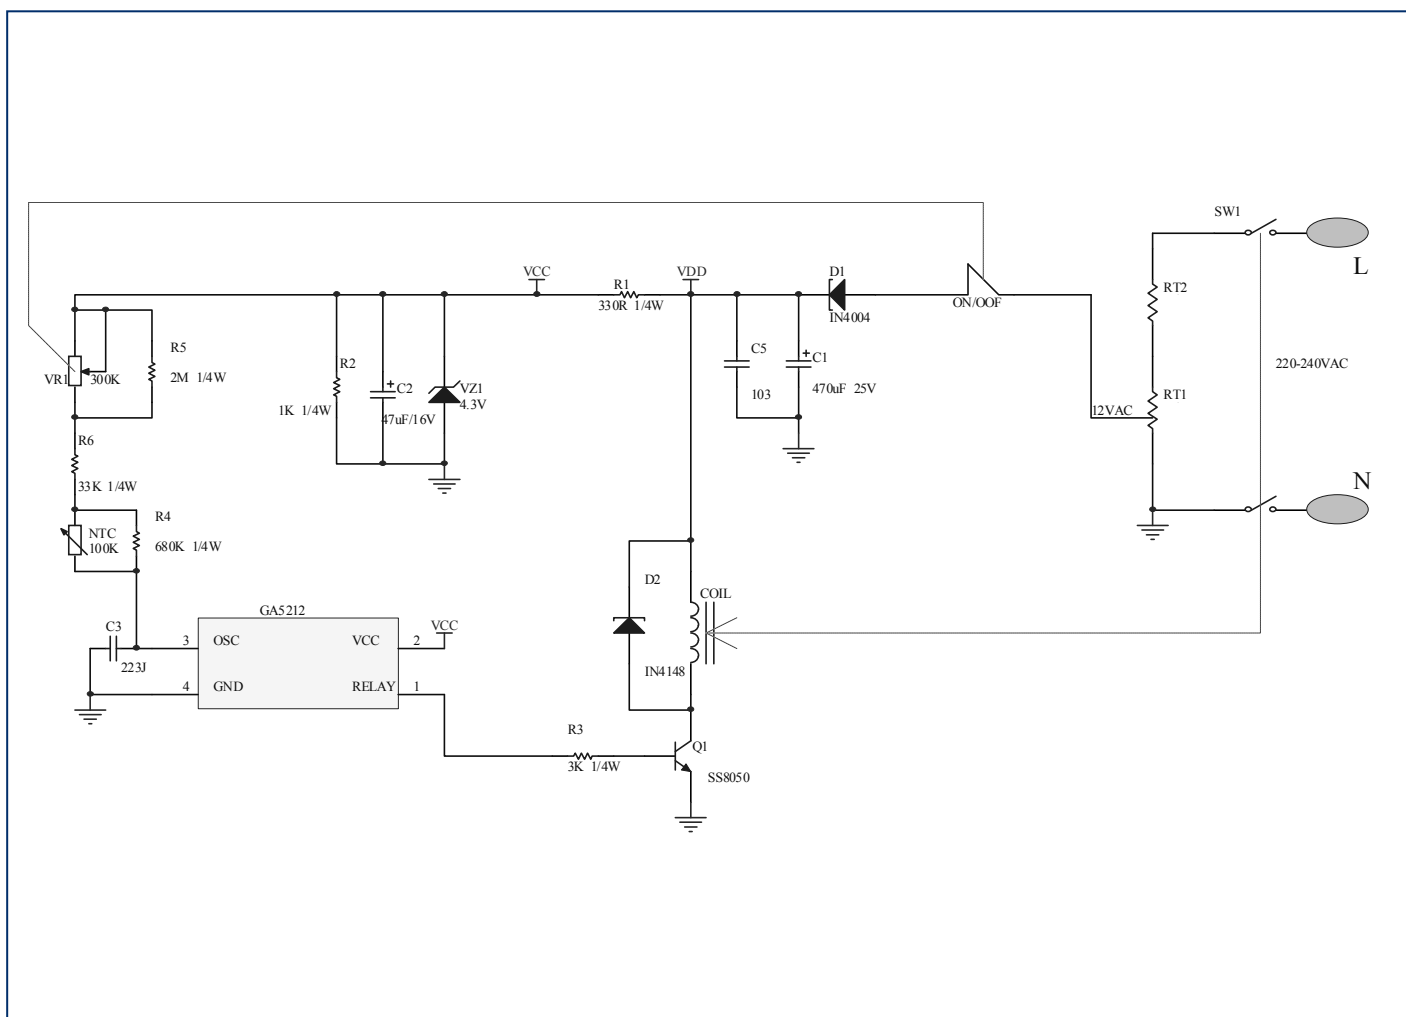 SW1
L
VCC
R1
330R 1/4W
VDD
D1
IN4004
ON/OOF
RT2
220-240VAC
R5
2M 1/4W
VR1
300K
R2
1K 1/4W
C2
47uF/16V
VZ1
4.3V
C5
103
C1
470uF 25V
12VAC
RT1
R6
33K 1/4W
N
NTC
100K
R4
680K 1/4W
D2
IN4148
COIL
GA5212
C3
223J
3
OSC
VCC
2
VCC
4
GND
RELAY
1
R3
3K 1/4W
Q1
SS8050